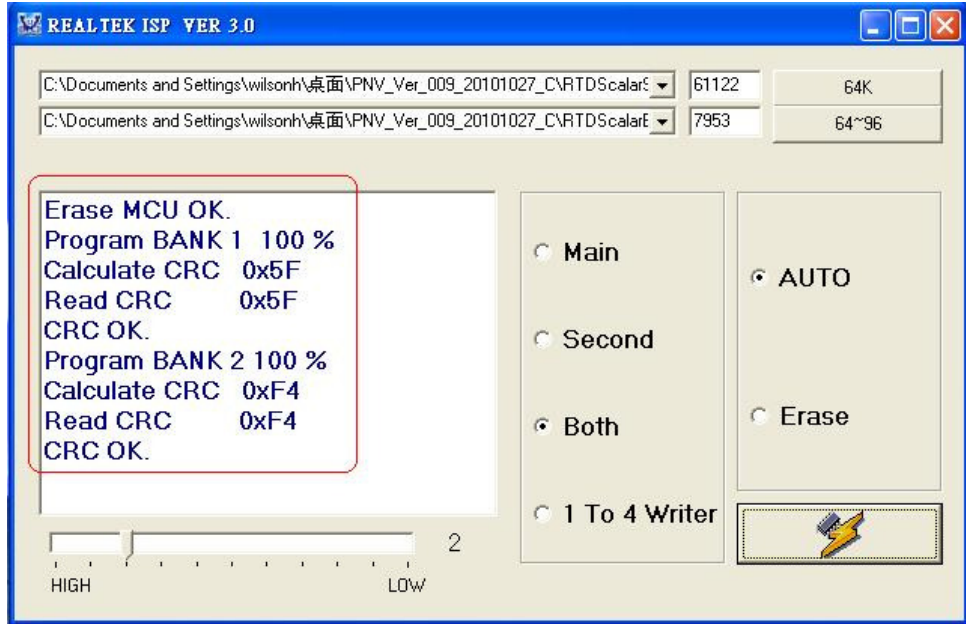 REALTEK ISP VER 3.0
C:\Documents and Settings\wilsonh\桌面\PNV_Ver_009_20101027_C\RTDScalar 61122 64K
C:\Documents and Settings\wilsonh\桌面\PNV_Ver_009_20101027_C\RTDScalar 7953 64~96
Erase MCU OK.
Program BANK 1 100 %
Calculate CRC 0x5F
Read CRC 0x5F
CRC OK.
Program BANK 2 100 %
Calculate CRC 0xF4
Read CRC 0xF4
CRC OK.
2
HIGH LOW
Main
Second
Both
1 To 4 Writer
AUTO
Erase